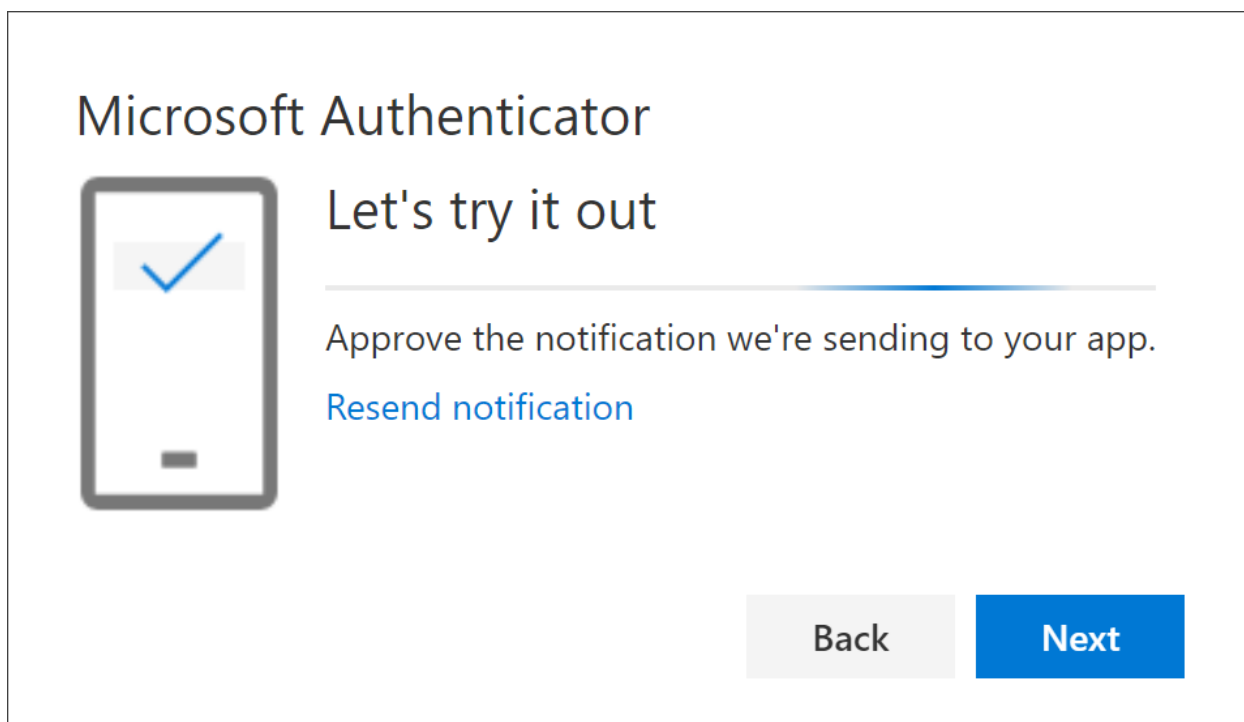 Microsoft Authenticator
Let's try it out
Approve the notification we're sending to your app.
Resend notification
Back
Next